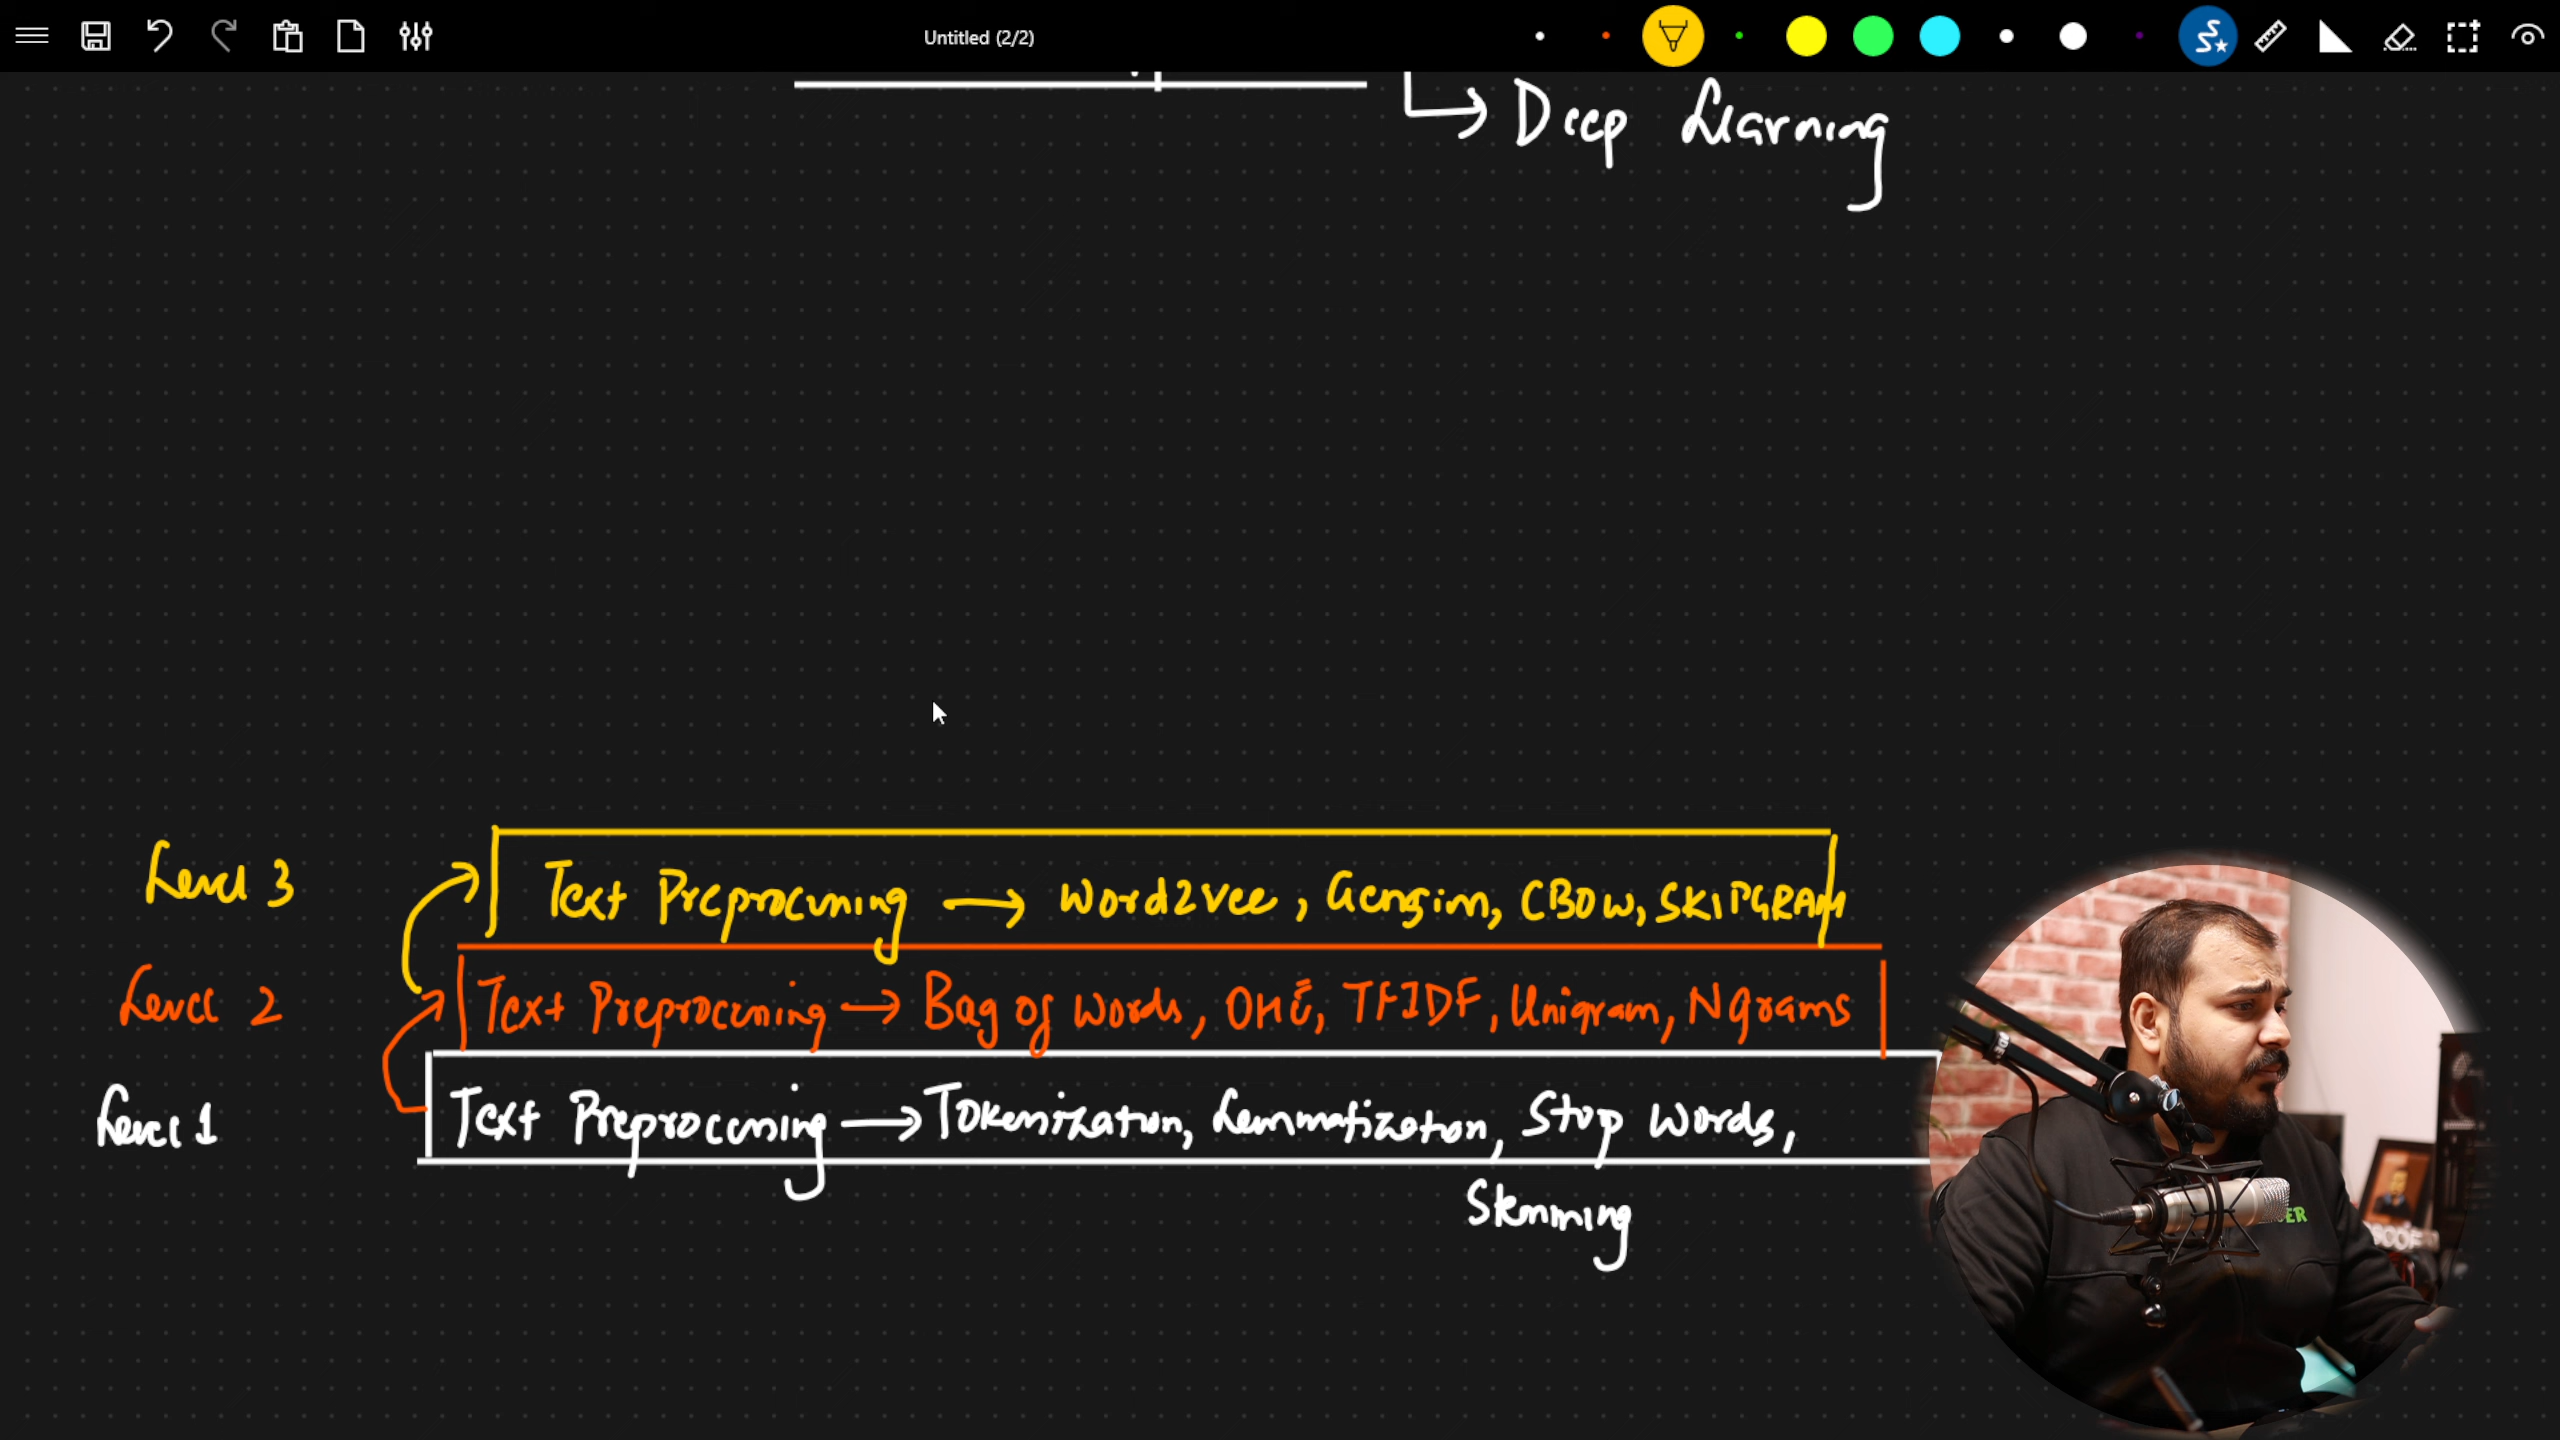 Untitled (2/2)
Deep Learning
Level 3
Text Preprocessing → Word2vec, Gensim, CBOW, SKIPGRAM
Level 2
Text Preprocessing → Bag of Words, OHE, TFIDF, Unigram, Ngrams
Level 1
Text Preprocessing → Tokenization, Lemmatization, Stop Words,
Stemming